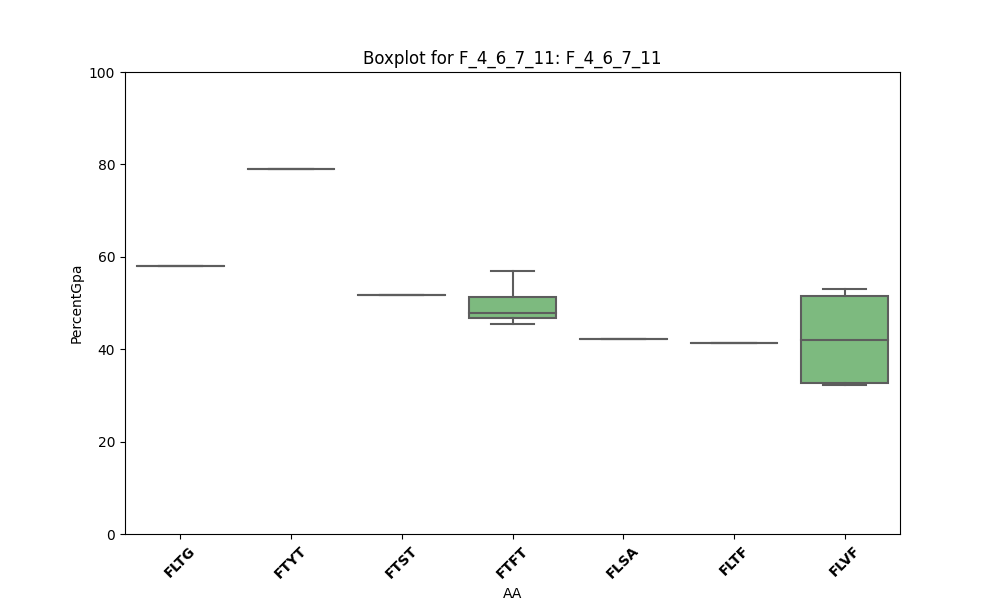 Boxplot for F_4_6_7_11: F_4_6_7_11
100
80
60
40
20
0
PercentGpa
FLTG
FTYT
FTST
FTFT
FLSA
FLTF
FLVF
AA